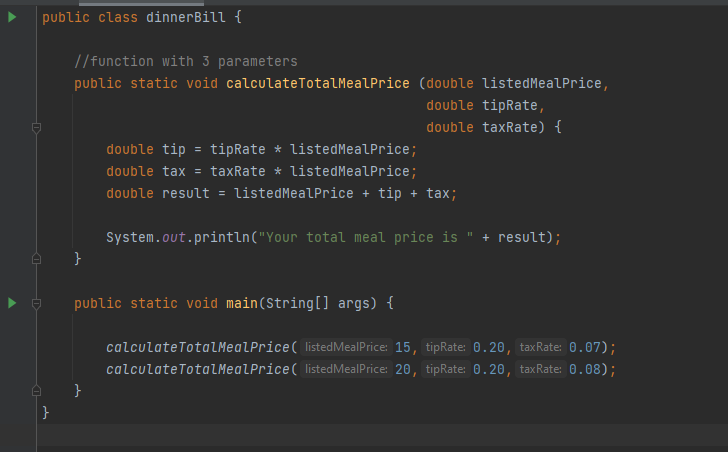 public class dinnerBill {
//function with 3 parameters
public static void calculateTotalMealPrice (double listedMealPrice,
double tipRate,
double taxRate) {
double tip = tipRate * listedMealPrice;
double tax = taxRate * listedMealPrice;
double result = listedMealPrice + tip + tax;
System.out.println("Your total meal price is " + result);
}
public static void main(String[] args) {
calculateTotalMealPrice( listedMealPrice: 15, tipRate: 0.20, taxRate: 0.07);
calculateTotalMealPrice( listedMealPrice: 20, tipRate: 0.20, taxRate: 0.08);
}
}